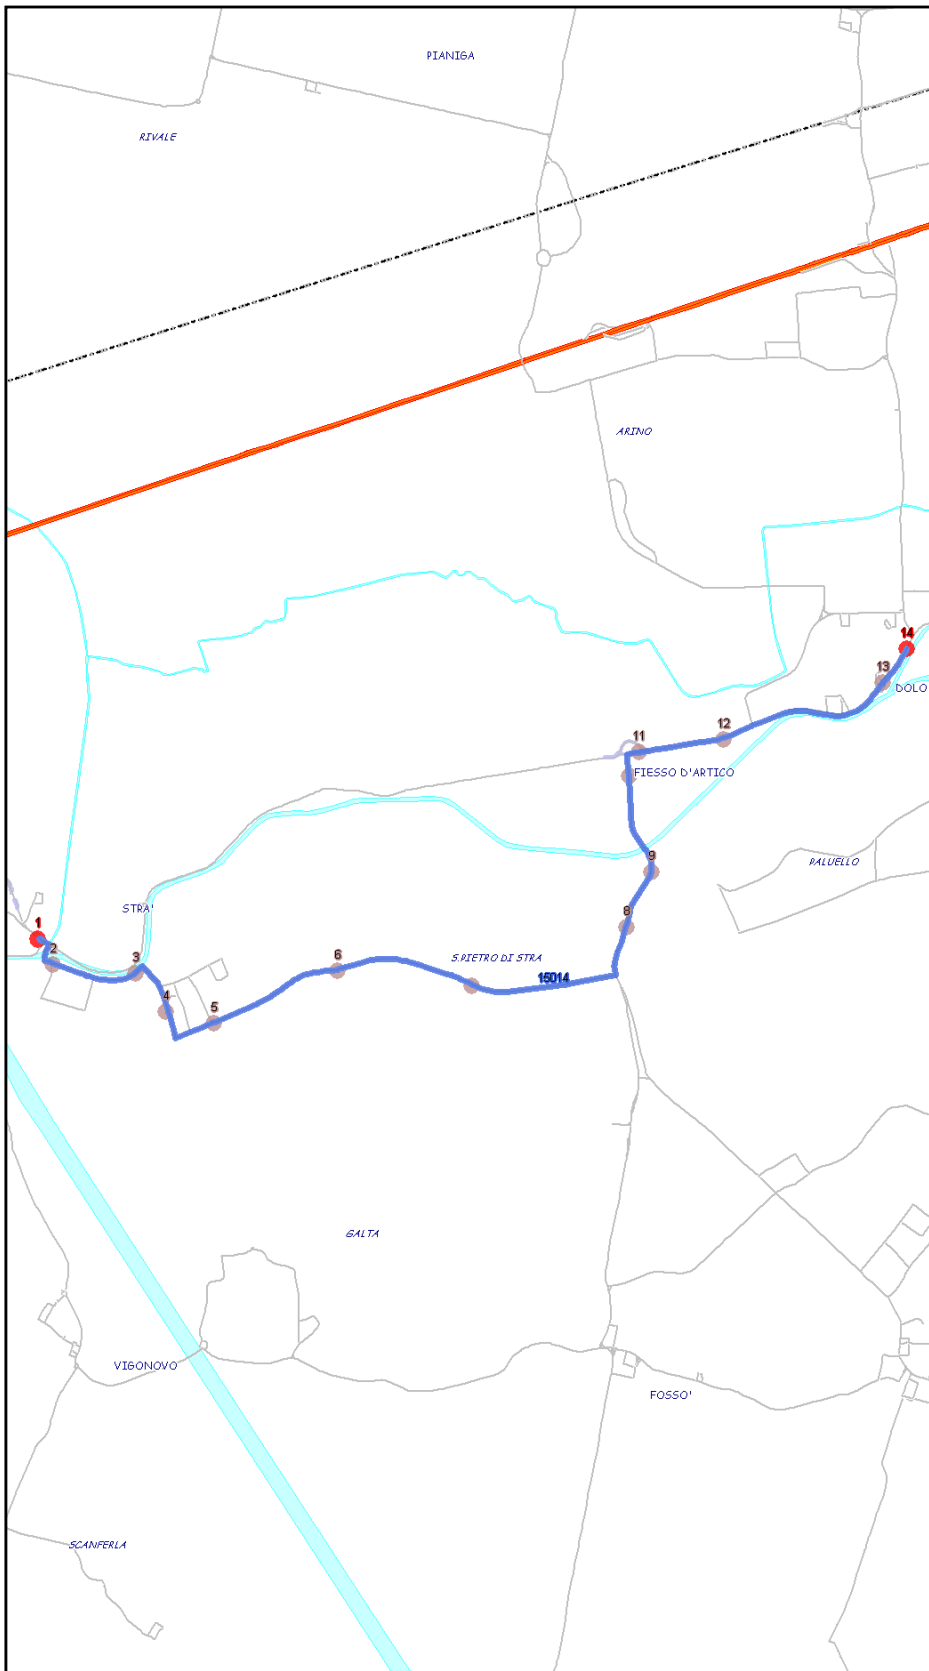 PIANIGA
RIVALE
ARINO
14
13
DOLO
12
11
FIESSO D'ARTICO
9
PALUELLO
STRA'
1
8
2
3
6
S.PIETRO DI STRA
15014
4
5
GALTA
VIGONOVO
FOSSO'
SCANFERLA